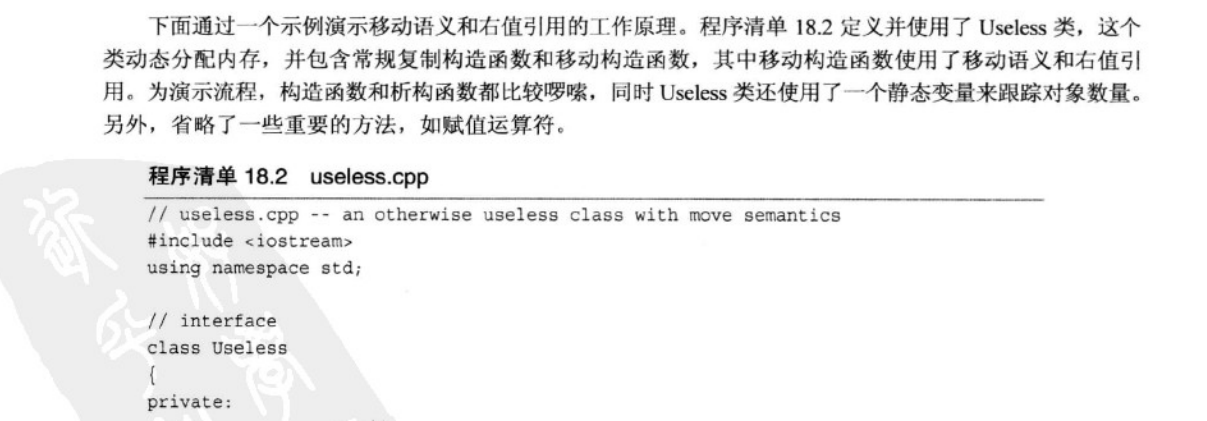 下面通过一个示例演示移动语义和右值引用的工作原理。程序清单 18.2 定义并使用了 Useless 类，这个
类动态分配内存，并包含常规复制构造函数和移动构造函数，其中移动构造函数使用了移动语义和右值引
用。为演示流程，构造函数和析构函数都比较啰嗦，同时 Useless 类还使用了一个静态变量来跟踪对象数量。
另外，省略了一些重要的方法，如赋值运算符。
程序清单 18.2 useless.cpp
// useless.cpp -- an otherwise useless class with move semantics
#include <iostream>
using namespace std;
// interface
class Useless
{
private: